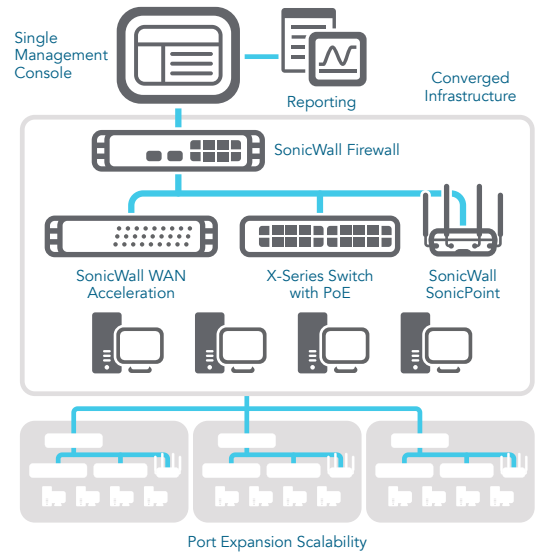 Single
Management
Console
Reporting
Converged
Infrastructure
SonicWall Firewall
SonicWall WAN
Acceleration
X-Series Switch
with PoE
SonicWall
SonicPoint
Port Expansion Scalability